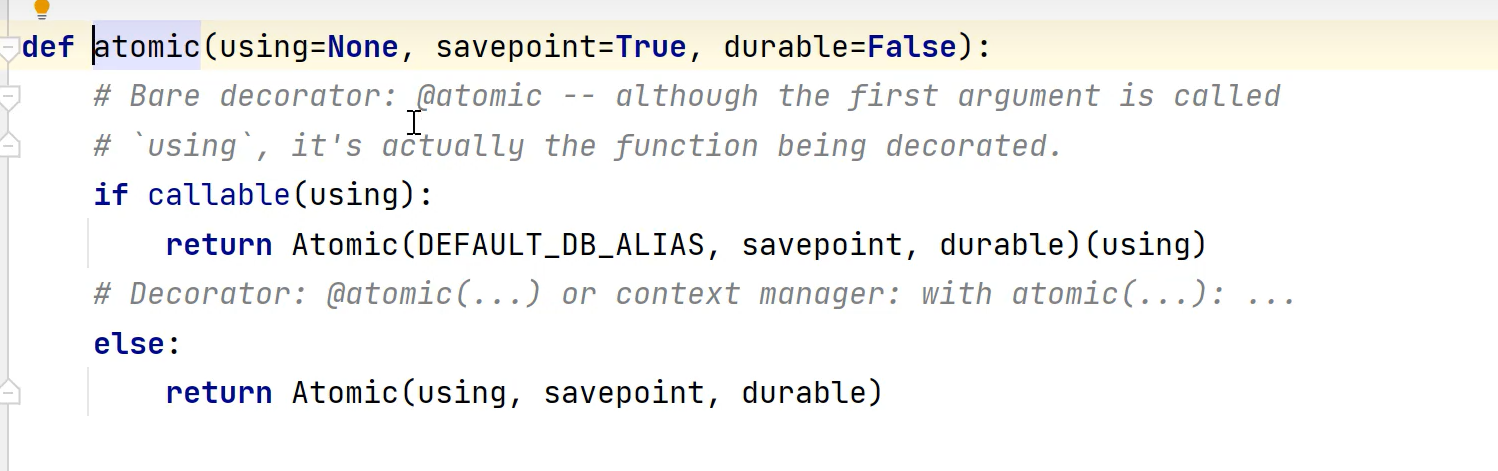 def atomic(using=None, savepoint=True, durable=False):
    # Bare decorator: @atomic -- although the first argument is called
    # `using`, it's actually the function being decorated.
    if callable(using):
        return Atomic(DEFAULT_DB_ALIAS, savepoint, durable)(using)
    # Decorator: @atomic(...) or context manager: with atomic(...): ...
    else:
        return Atomic(using, savepoint, durable)